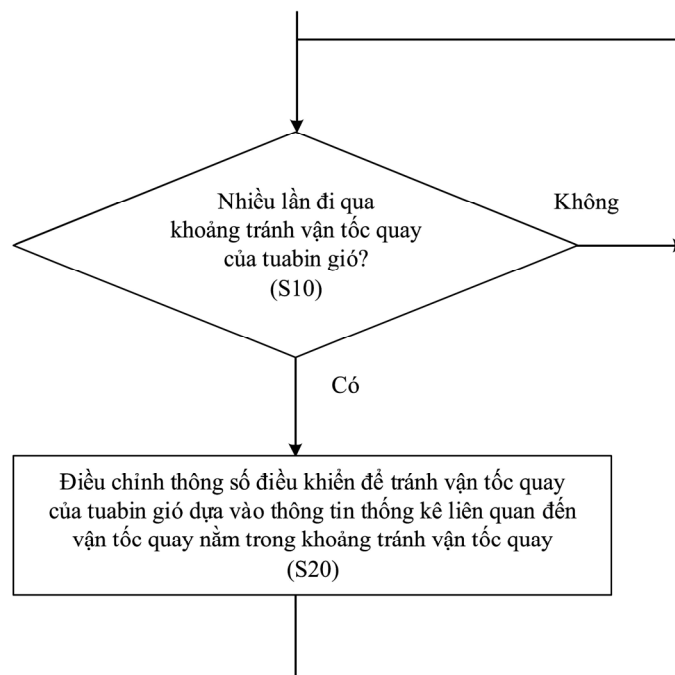 Nhiều lần đi qua
khoảng tránh vận tốc quay
của tuabin gió?
(S10)
Không
Có
Điều chỉnh thông số điều khiển để tránh vận tốc quay
của tuabin gió dựa vào thông tin thống kê liên quan đến
vận tốc quay nằm trong khoảng tránh vận tốc quay
(S20)